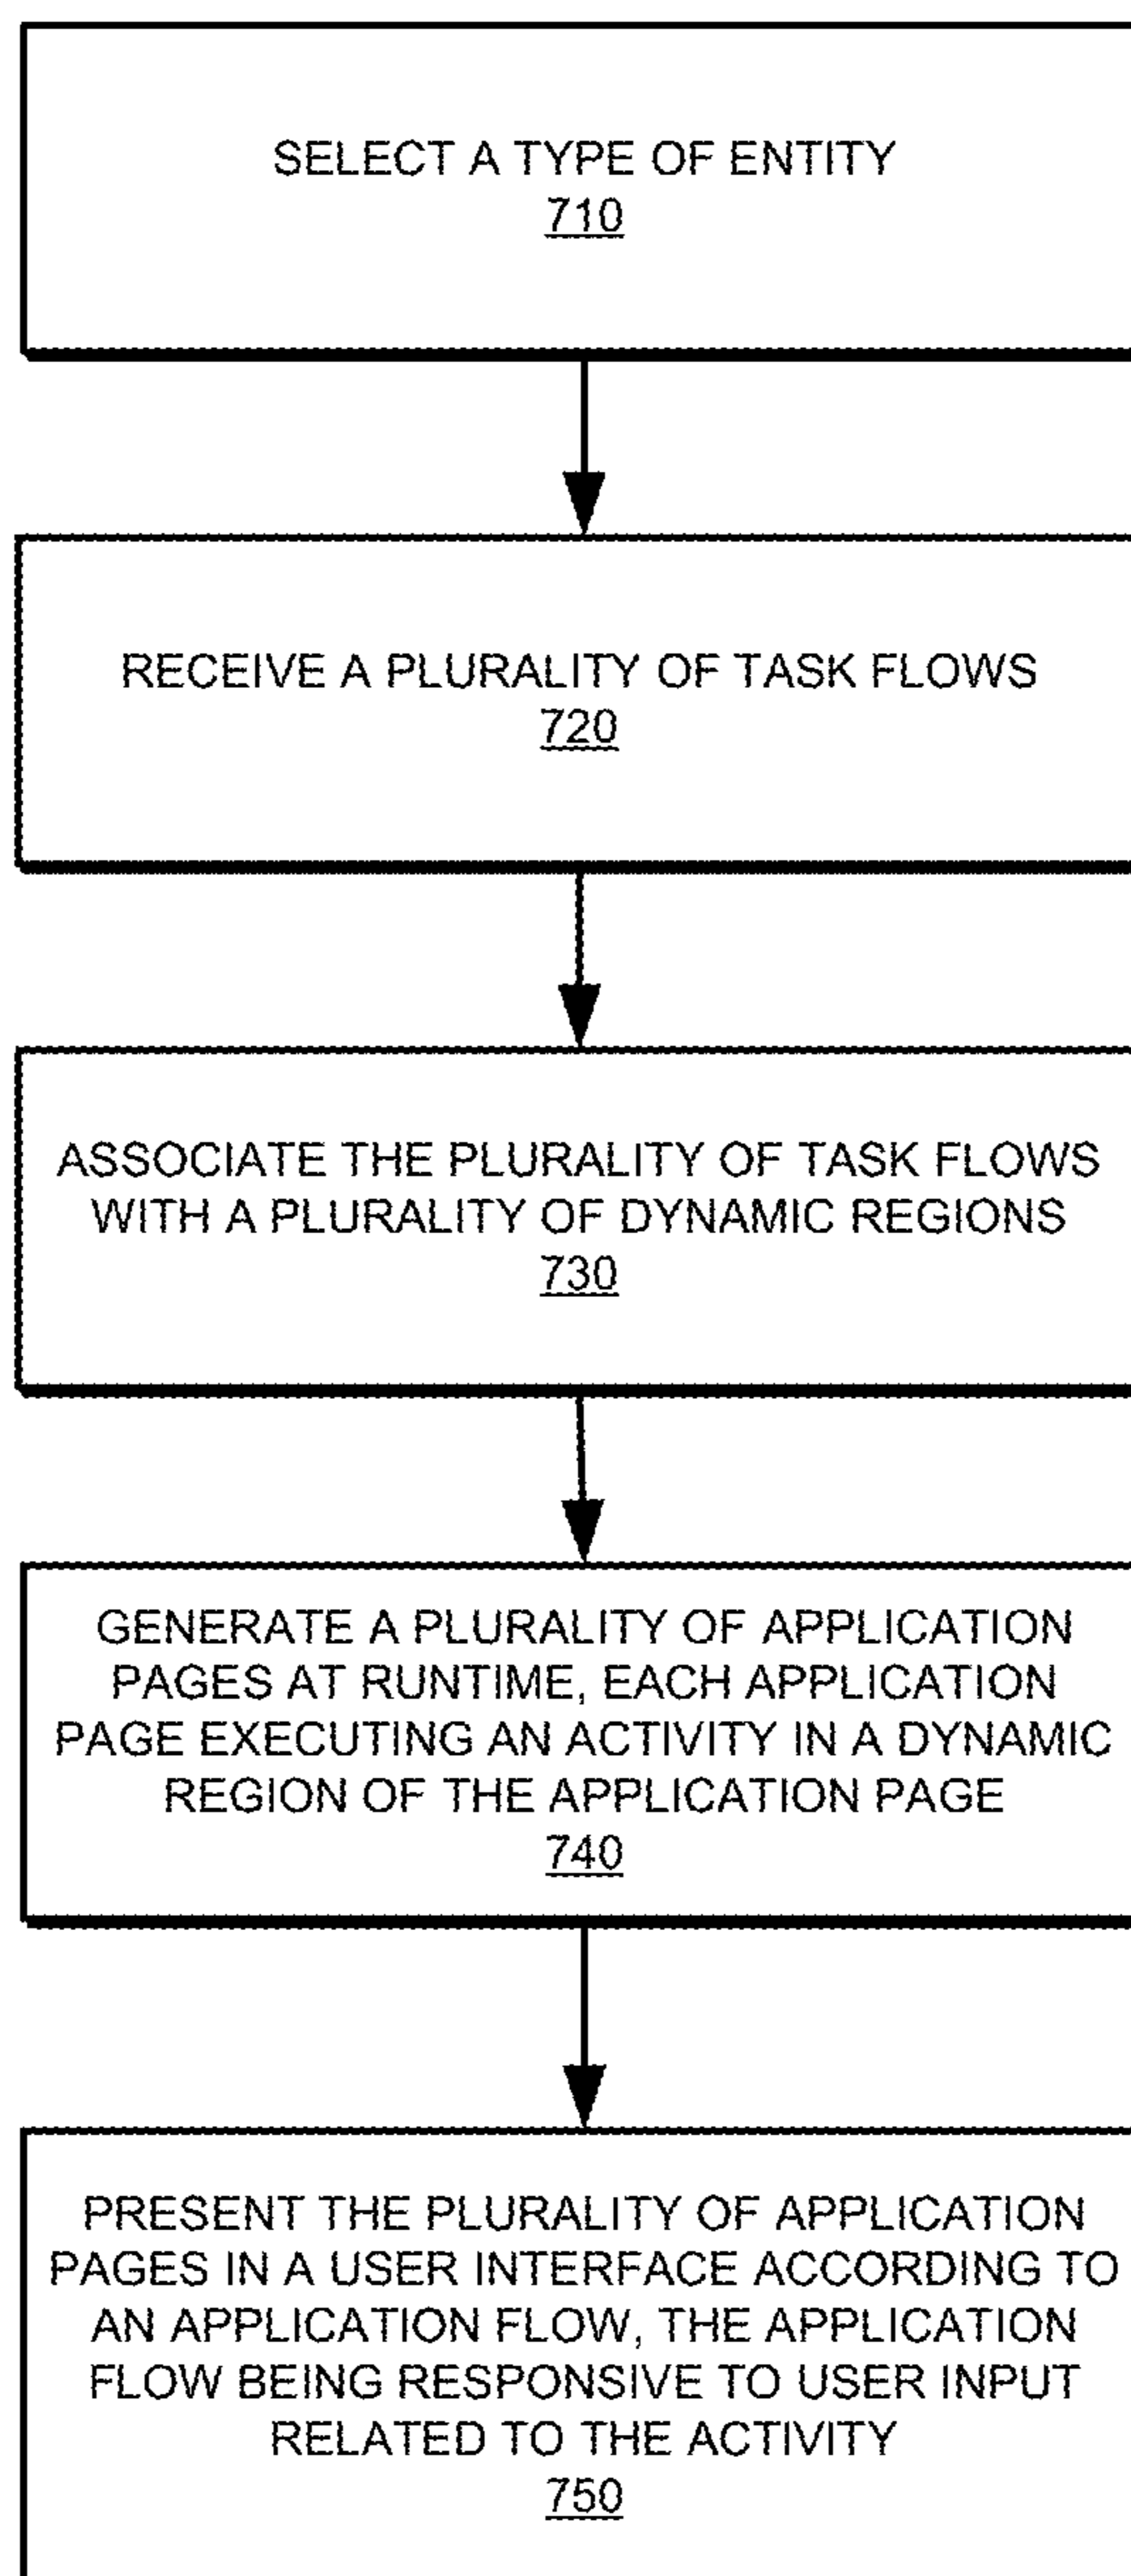 SELECT A TYPE OF ENTITY
710
RECEIVE A PLURALITY OF TASK FLOWS
720
ASSOCIATE THE PLURALITY OF TASK FLOWS
WITH A PLURALITY OF DYNAMIC REGIONS
730
GENERATE A PLURALITY OF APPLICATION
PAGES AT RUNTIME, EACH APPLICATION
PAGE EXECUTING AN ACTIVITY IN A DYNAMIC
REGION OF THE APPLICATION PAGE
740
PRESENT THE PLURALITY OF APPLICATION
PAGES IN A USER INTERFACE ACCORDING TO
AN APPLICATION FLOW, THE APPLICATION
FLOW BEING RESPONSIVE TO USER INPUT
RELATED TO THE ACTIVITY
750